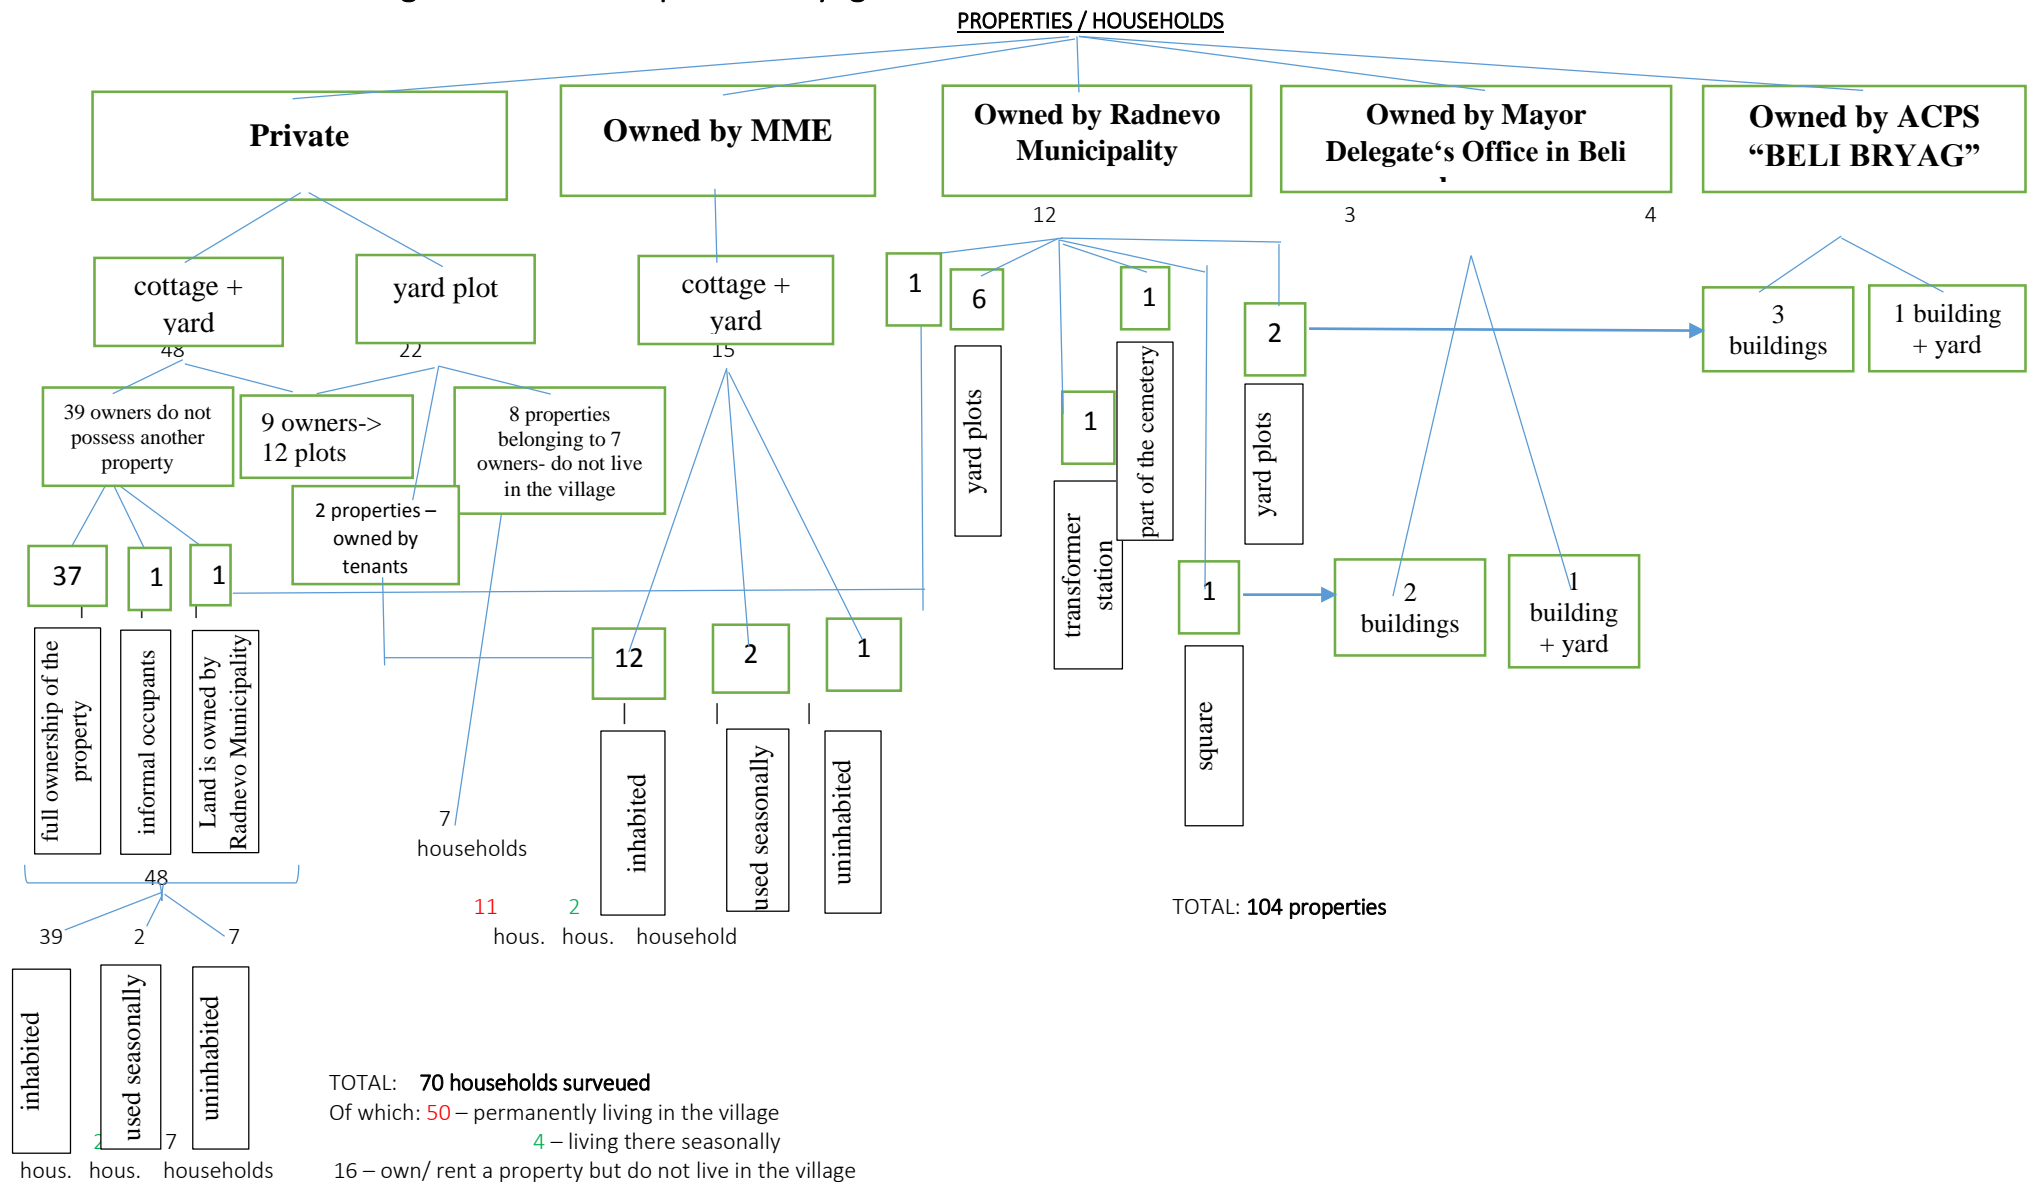 PROPERTIES / HOUSEHOLDS
Private
Owned by MME
Owned by Radnevo
Municipality
Owned by Mayor
Delegate‘s Office in Beli
Owned by ACPS
“BELI BRYAG”
12
3
4
cottage +
yard
48
yard plot
22
cottage +
yard
15
1
6
yard plots
1
transformer
station
1
part of the cemetery
1
square
2
yard plots
3
buildings
1 building
+ yard
2
buildings
1
building
+ yard
39 owners do not
possess another
property
9 owners->
12 plots
8 properties
belonging to 7
owners- do not live
in the village
2 properties –
owned by
tenants
37
1
1
full ownership of the
property
informal occupants
Land is owned by
Radnevo Municipality
12
2
1
inhabited
used seasonally
uninhabited
7
households
11
2
hous.
hous.
household
48
39
2
7
inhabited
used seasonally
uninhabited
2
7
hous.
hous.
households
TOTAL: 104 properties
TOTAL: 70 households surveued
Of which: 50 – permanently living in the village
4 – living there seasonally
16 – own/ rent a property but do not live in the village